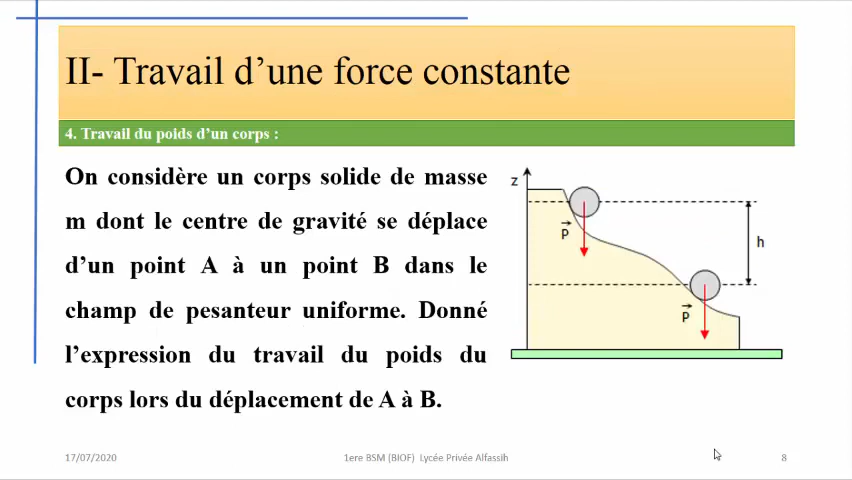 II- Travail d’une force constante
4. Travail du poids d’un corps :
On considère un corps solide de masse
m dont le centre de gravité se déplace
d’un point A à un point B dans le
champ de pesanteur uniforme. Donné
l’expression du travail du poids du
corps lors du déplacement de A à B.
z
P
h
P
17/07/2020
1ere BSM (BIOF) Lycée Privée Alfassih
8